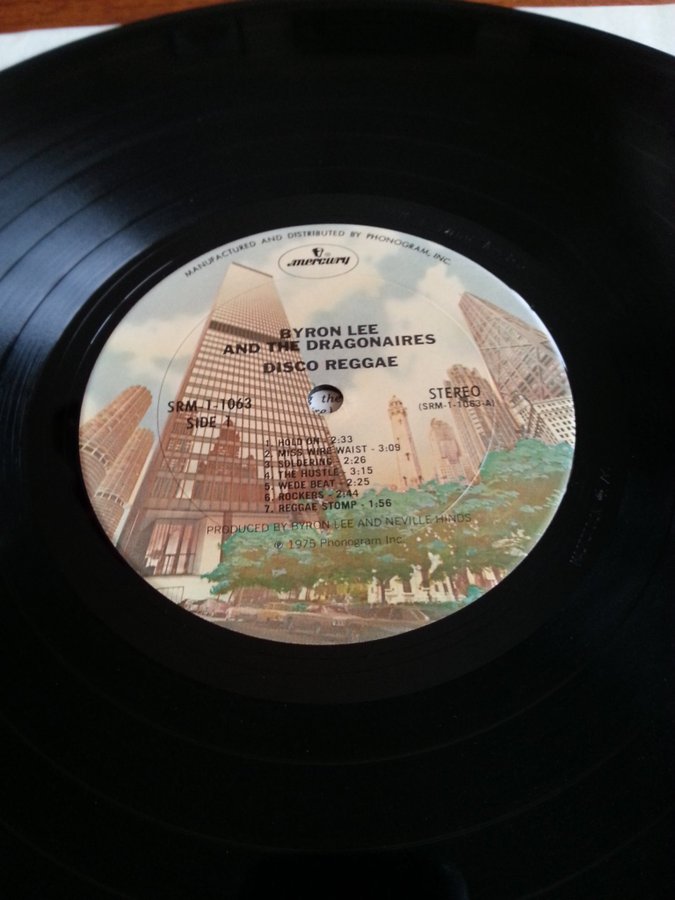 MANUFACTURED AND DISTRIBUTED BY PHONOGRAM, INC.
mercury
BYRON LEE
AND THE DRAGONAIRES
DISCO REGGAE
SRM-1-1063
SIDE 1
STEREO
(SRM-1-1063-A)
the
1. HOLD ON - 2:33
2. MISS WIRE WAIST - 3:09
3. SOLDERING - 2:26
4. THE HUSTLE - 3:15
5. WEDE BEAT - 2:25
6. ROCKERS - 2:44
7. REGGAE STOMP - 1:56
PRODUCED BY BYRON LEE AND NEVILLE HINDS
℗ 1975 Phonogram Inc.